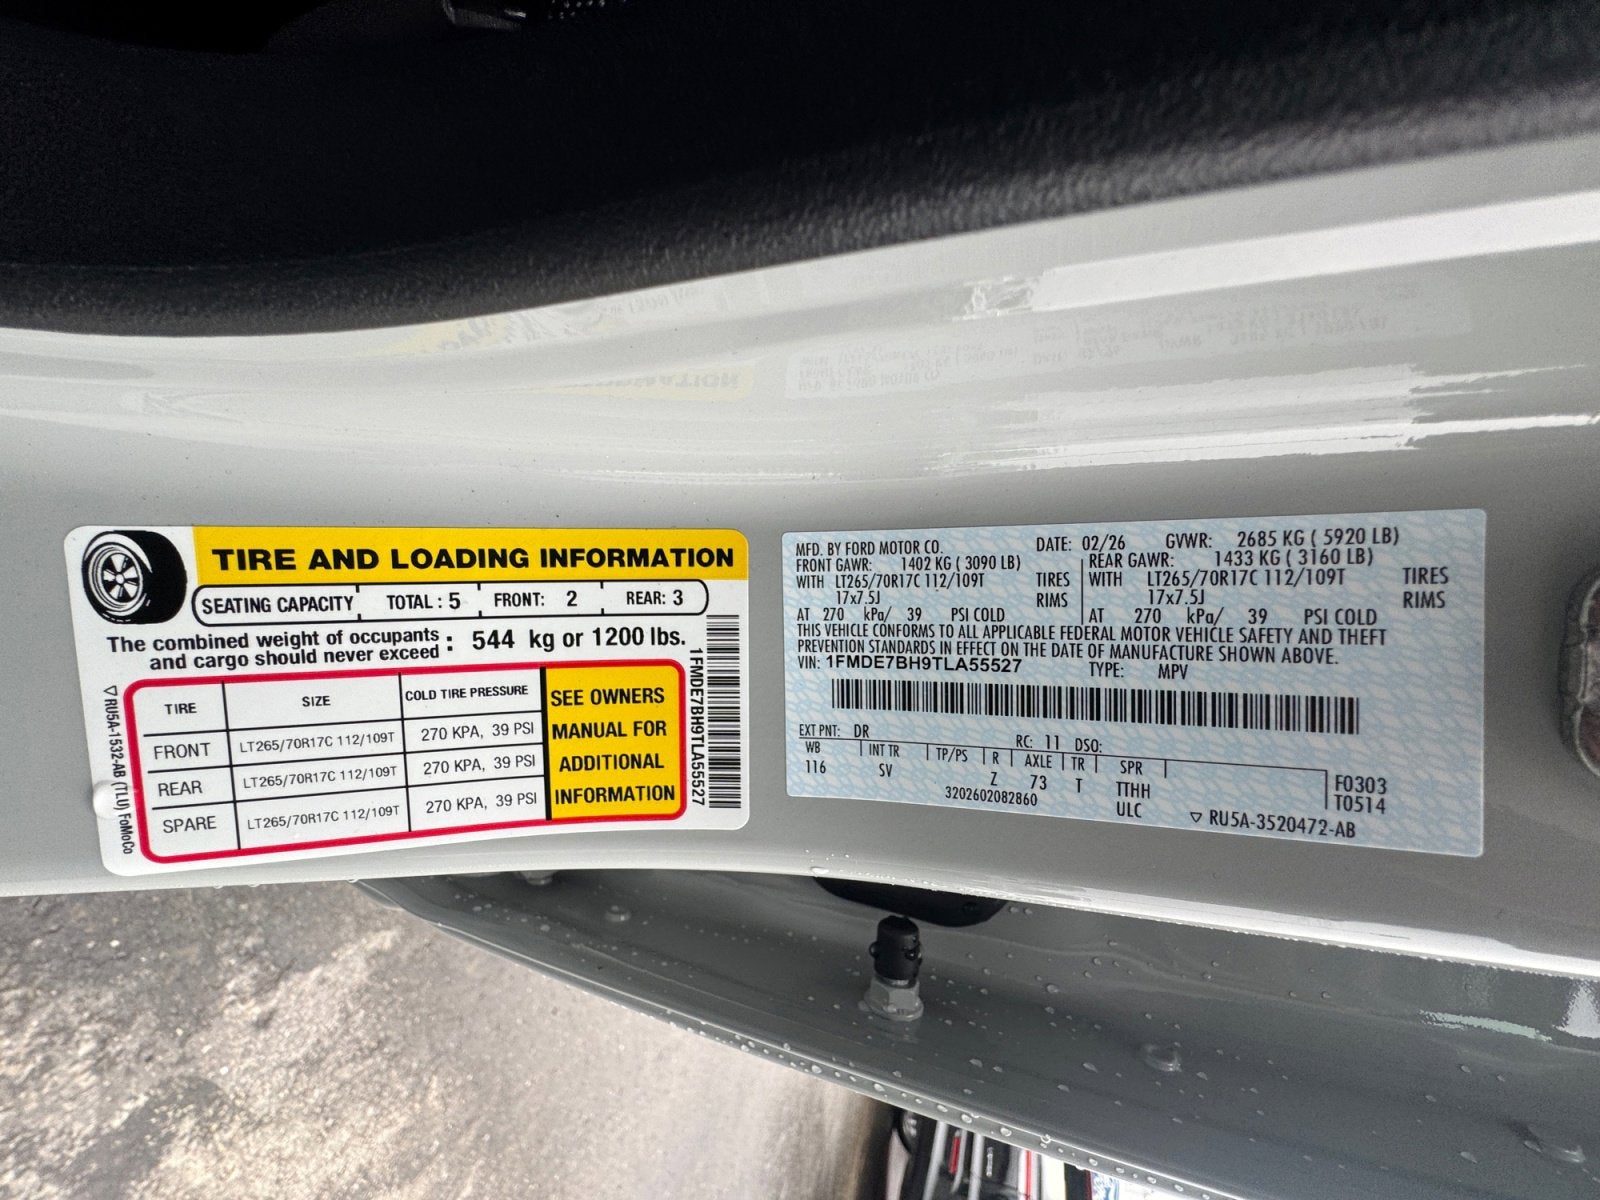 TIRE AND LOADING INFORMATION
SEATING CAPACITY TOTAL : 5 FRONT: 2 REAR: 3
The combined weight of occupants
and cargo should never exceed : 544 kg or 1200 lbs.
TIRE SIZE COLD TIRE PRESSURE
FRONT LT265/70R17C 112/109T 270 KPA, 39 PSI
REAR LT265/70R17C 112/109T 270 KPA, 39 PSI
SPARE LT265/70R17C 112/109T 270 KPA, 39 PSI
SEE OWNERS
MANUAL FOR
ADDITIONAL
INFORMATION
1FMDE7BH9TLA55527
▽ RU5A-1532-AB (TLU) FoMoCo
MFD. BY FORD MOTOR CO. DATE: 02/26 GVWR: 2685 KG ( 5920 LB)
FRONT GAWR: 1402 KG ( 3090 LB) REAR GAWR: 1433 KG ( 3160 LB)
WITH LT265/70R17C 112/109T TIRES WITH LT265/70R17C 112/109T TIRES
17x7.5J RIMS 17x7.5J RIMS
AT 270 kPa/ 39 PSI COLD AT 270 kPa/ 39 PSI COLD
THIS VEHICLE CONFORMS TO ALL APPLICABLE FEDERAL MOTOR VEHICLE SAFETY AND THEFT
PREVENTION STANDARDS IN EFFECT ON THE DATE OF MANUFACTURE SHOWN ABOVE.
VIN: 1FMDE7BH9TLA55527 TYPE: MPV
EXT PNT: DR RC: 11 DSO:
WB INT TR TP/PS R AXLE TR SPR
116 SV Z 73 T TTHH F0303
3202602082860 ULC T0514
▽ RU5A-3520472-AB